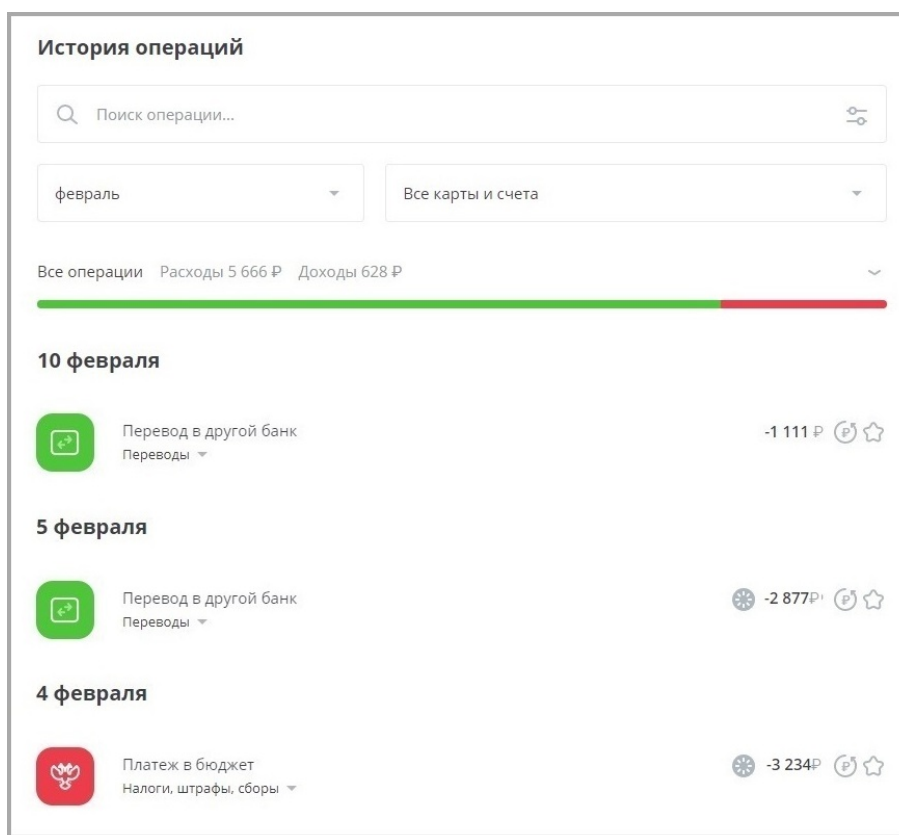 История операций
Поиск операции...
февраль
Все карты и счета
Все операции Расходы 5 666 ₽ Доходы 628 ₽
10 февраля
Перевод в другой банк
-1 111 ₽
Переводы
5 февраля
Перевод в другой банк
-2 877₽
Переводы
4 февраля
Платеж в бюджет
-3 234₽
Налоги, штрафы, сборы